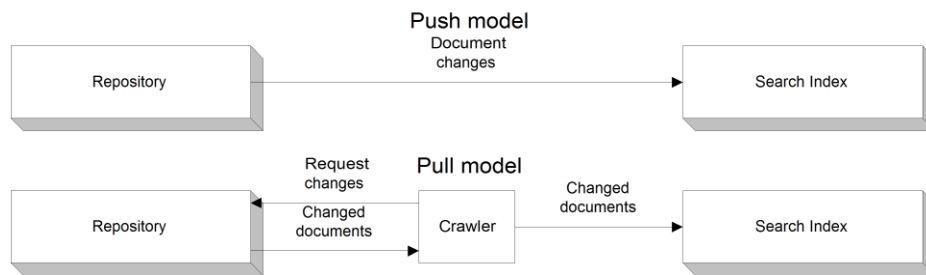 Push model
Document
changes
Repository
Search Index
Pull model
Request
changes
Changed
documents
Changed
documents
Repository
Crawler
Search Index